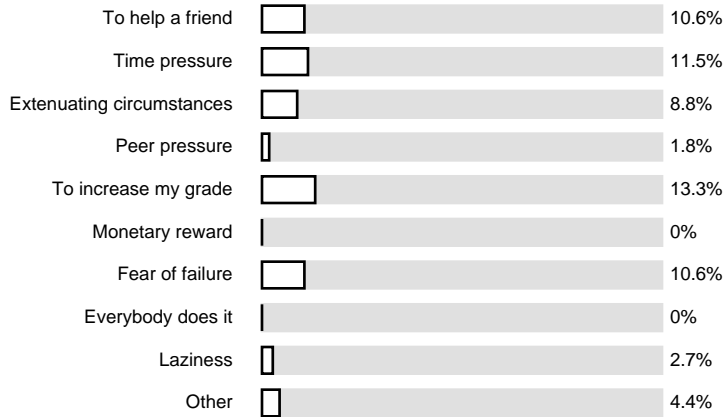 To help a friend 10.6%
Time pressure 11.5%
Extenuating circumstances 8.8%
Peer pressure 1.8%
To increase my grade 13.3%
Monetary reward 0%
Fear of failure 10.6%
Everybody does it 0%
Laziness 2.7%
Other 4.4%